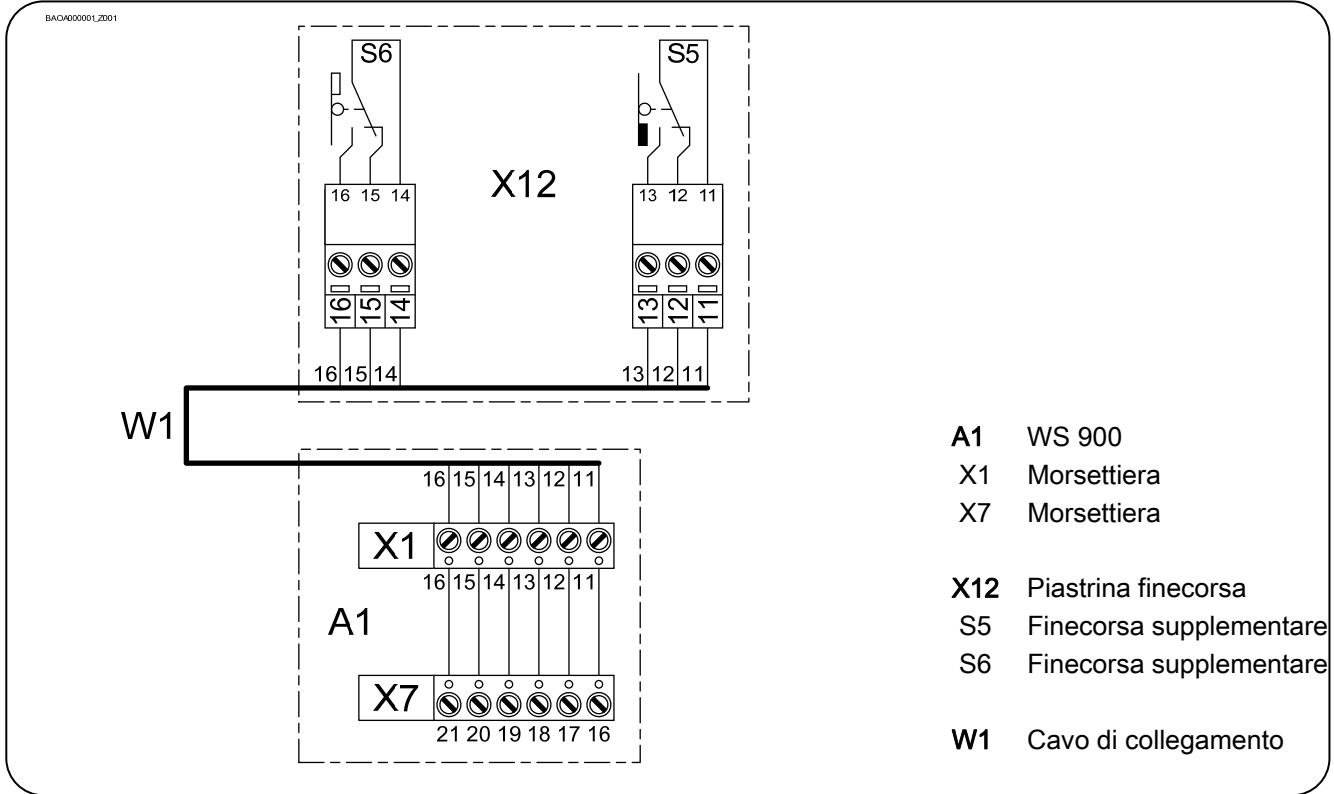 BAOA000001_Z001
S6 S5
X12
16 15 14 13 12 11
16 15 14 13 12 11
16 15 14 13 12 11
W1
16 15 14 13 12 11
X1
16 15 14 13 12 11
A1
X7
21 20 19 18 17 16
A1 WS 900
X1 Morsettiera
X7 Morsettiera
X12 Piastrina finecorsa
S5 Finecorsa supplementare
S6 Finecorsa supplementare
W1 Cavo di collegamento